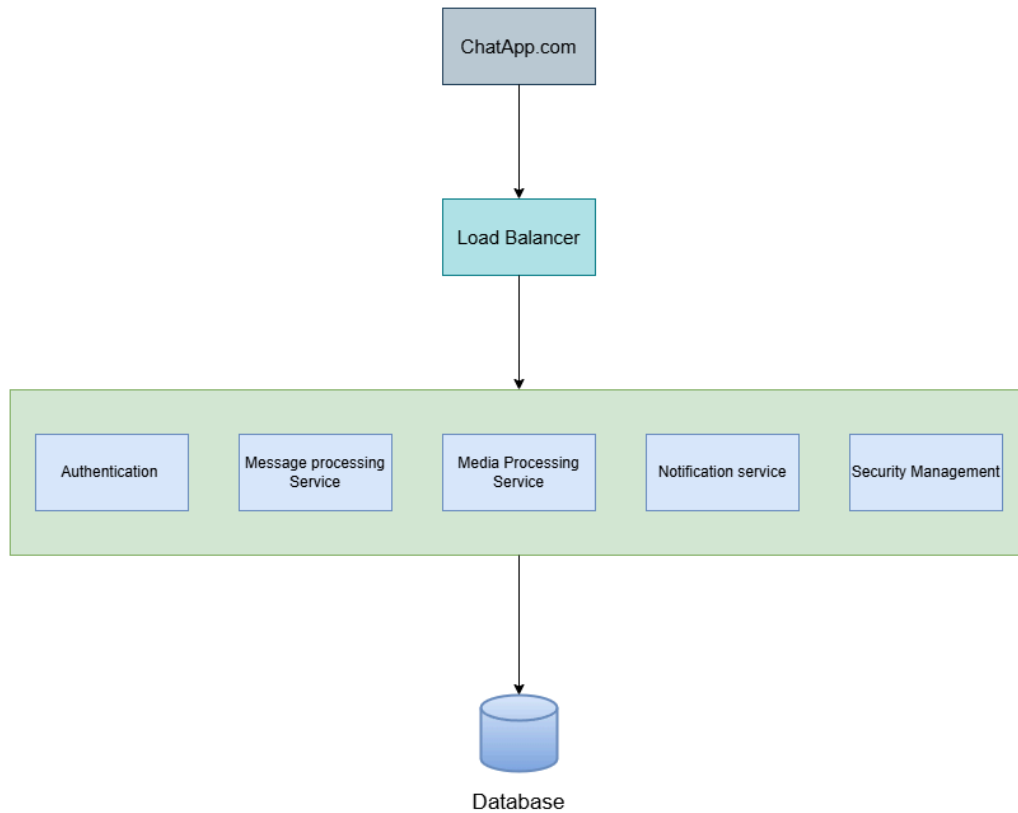 ChatApp.com
Load Balancer
Authentication
Message processing
Service
Media Processing
Service
Notification service
Security Management
Database